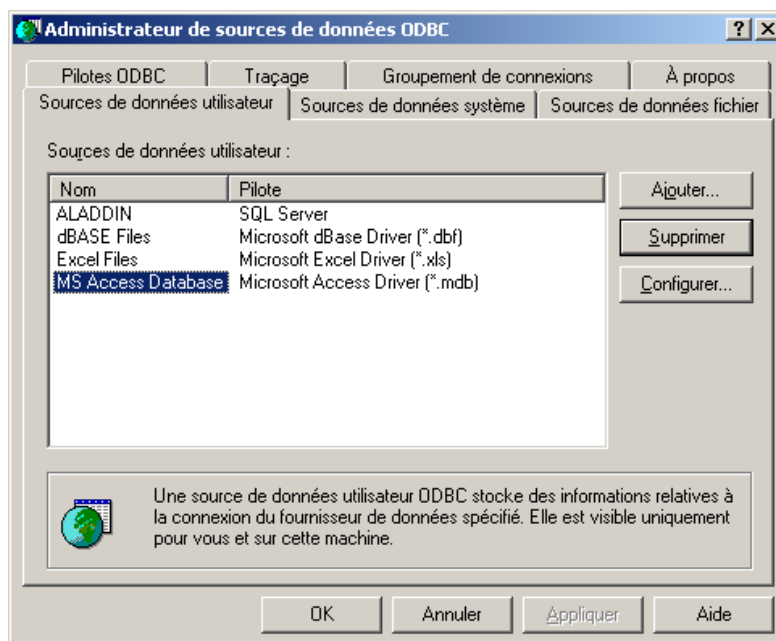 Administrateur de sources de données ODBC
Pilotes ODBC
Traçage
Groupement de connexions
À propos
Sources de données utilisateur
Sources de données système
Sources de données fichier
Sources de données utilisateur :
Nom
Pilote
ALADDIN
SQL Server
dBASE Files
Microsoft dBase Driver (*.dbf)
Excel Files
Microsoft Excel Driver (*.xls)
MS Access Database
Microsoft Access Driver (*.mdb)
Ajouter...
Supprimer
Configurer...
Une source de données utilisateur ODBC stocke des informations relatives à
la connexion du fournisseur de données spécifié. Elle est visible uniquement
pour vous et sur cette machine.
OK
Annuler
Appliquer
Aide